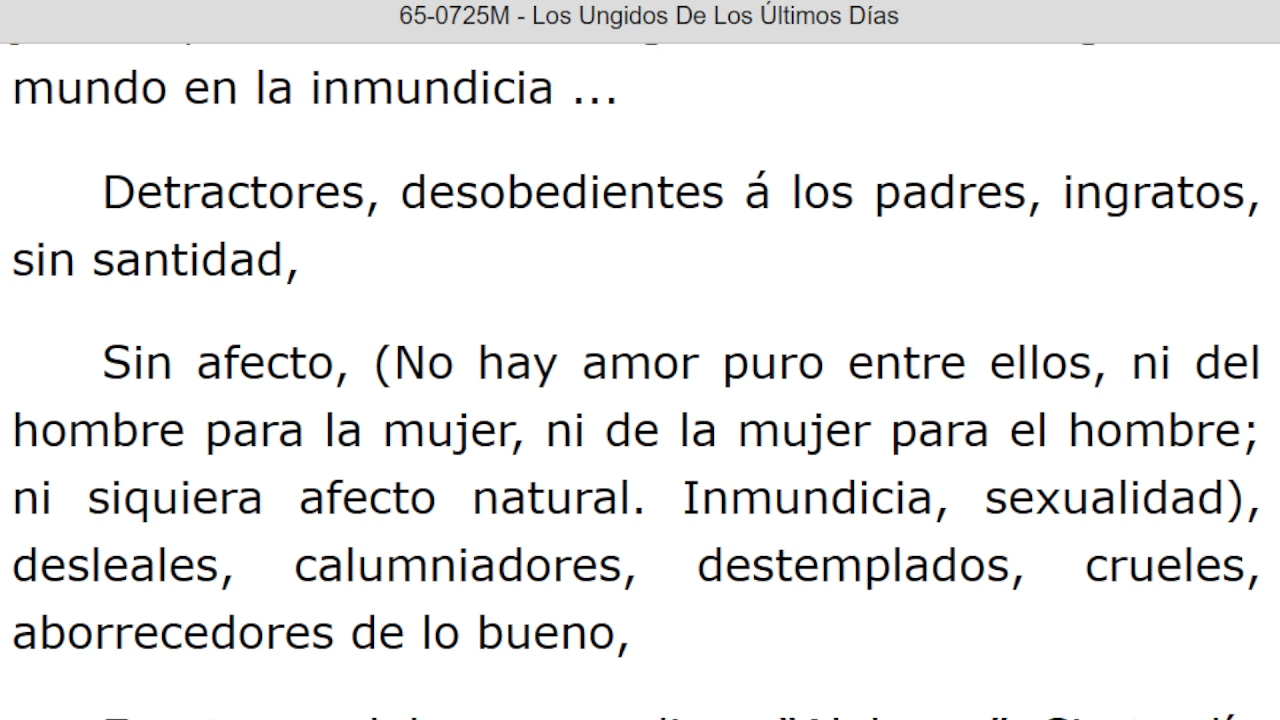 65-0725M - Los Ungidos De Los Últimos Días
mundo en la inmundicia ...
Detractores, desobedientes á los padres, ingratos,
sin santidad,
Sin afecto, (No hay amor puro entre ellos, ni del
hombre para la mujer, ni de la mujer para el hombre;
ni siquiera afecto natural. Inmundicia, sexualidad),
desleales, calumniadores, destemplados, crueles,
aborrecedores de lo bueno,